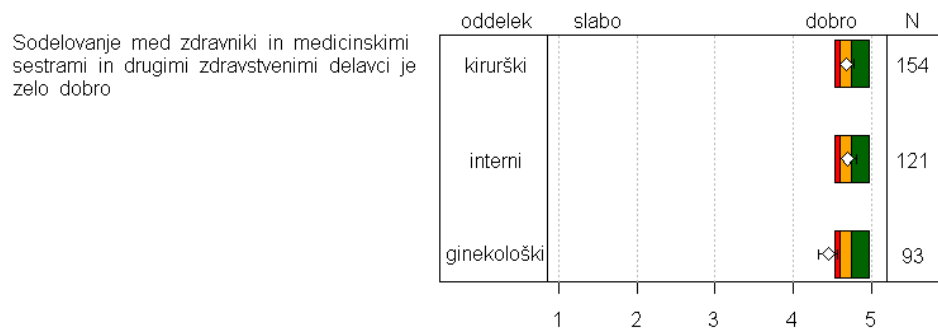 oddelek slabo dobro N
Sodelovanje med zdravniki in medicinskimi
sestrami in drugimi zdravstvenimi delavci je
zelo dobro
kirurški 154
interni 121
ginekološki 93
1 2 3 4 5